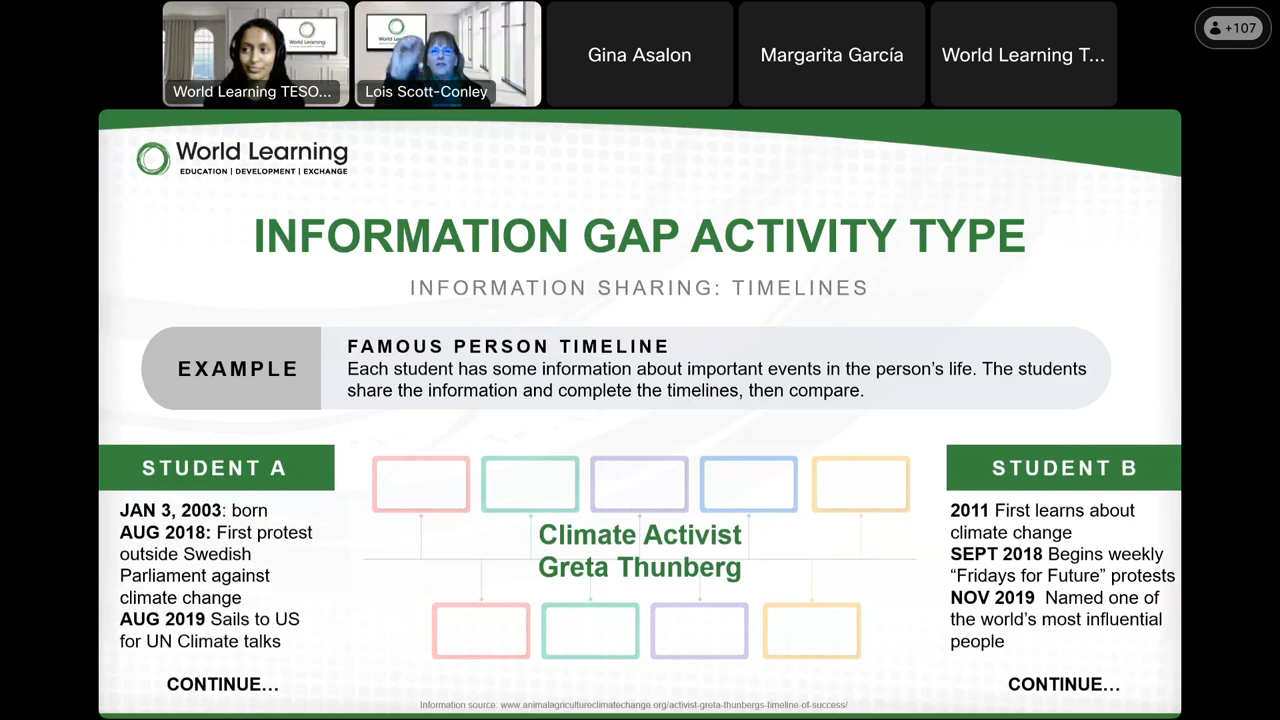 World Learning
World Learning
World Learning TESO...
Lois Scott-Conley
Gina Asalon
Margarita García
World Learning T...
+107
World Learning
EDUCATION | DEVELOPMENT | EXCHANGE
INFORMATION GAP ACTIVITY TYPE
INFORMATION SHARING: TIMELINES
EXAMPLE
FAMOUS PERSON TIMELINE
Each student has some information about important events in the person's life. The students
share the information and complete the timelines, then compare.
STUDENT A
JAN 3, 2003: born
AUG 2018: First protest
outside Swedish
Parliament against
climate change
AUG 2019 Sails to US
for UN Climate talks
CONTINUE...
Climate Activist
Greta Thunberg
STUDENT B
2011 First learns about
climate change
SEPT 2018 Begins weekly
“Fridays for Future” protests
NOV 2019 Named one of
the world's most influential
people
CONTINUE...
Information source: www.animalagricultureclimatechange.org/activist-greta-thunbergs-timeline-of-success/